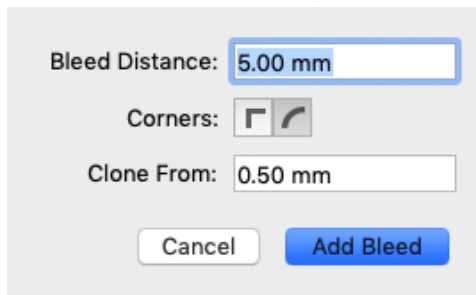 Bleed Distance: 5.00 mm
Corners:
Clone From: 0.50 mm
Cancel Add Bleed